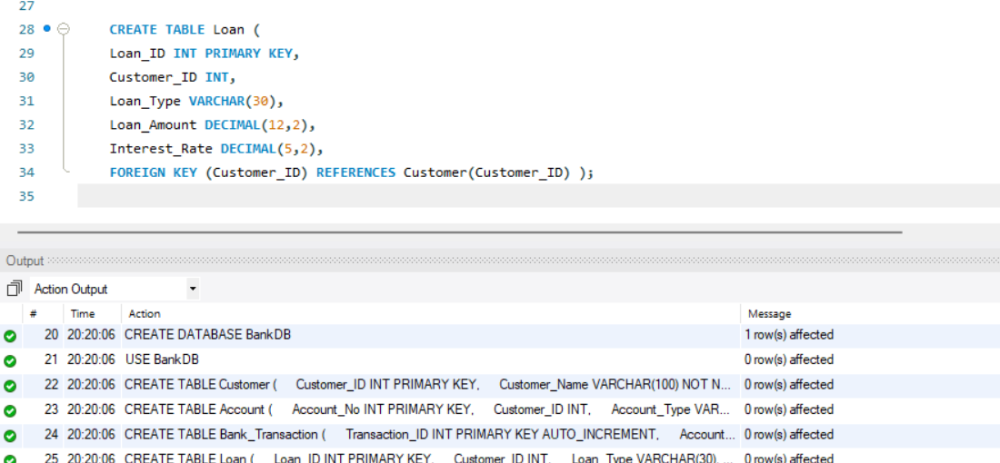 27
28 CREATE TABLE Loan (
29 Loan_ID INT PRIMARY KEY,
30 Customer_ID INT,
31 Loan_Type VARCHAR(30),
32 Loan_Amount DECIMAL(12,2),
33 Interest_Rate DECIMAL(5,2),
34 FOREIGN KEY (Customer_ID) REFERENCES Customer(Customer_ID) );
35
Output
Action Output
# Time Action Message
20 20:20:06 CREATE DATABASE BankDB 1 row(s) affected
21 20:20:06 USE BankDB 0 row(s) affected
22 20:20:06 CREATE TABLE Customer ( Customer_ID INT PRIMARY KEY, Customer_Name VARCHAR(100) NOT N... 0 row(s) affected
23 20:20:06 CREATE TABLE Account ( Account_No INT PRIMARY KEY, Customer_ID INT, Account_Type VAR... 0 row(s) affected
24 20:20:06 CREATE TABLE Bank_Transaction ( Transaction_ID INT PRIMARY KEY AUTO_INCREMENT, Account... 0 row(s) affected
25 20:20:06 CREATE TABLE Loan ( Loan_ID INT PRIMARY KEY, Customer_ID INT, Loan_Type VARCHAR(30), ... 0 row(s) affected